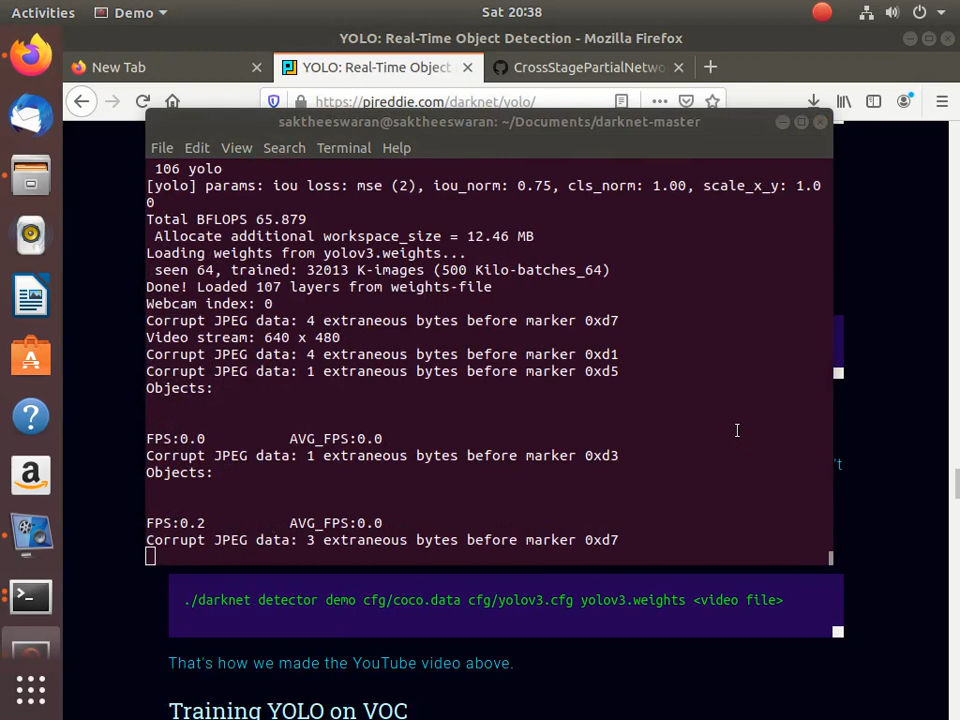 Activities
Demo
Sat 20:38
YOLO: Real-Time Object Detection - Mozilla Firefox
New Tab
YOLO: Real-Time Object
CrossStagePartialNetwo
https://pjreddie.com/darknet/yolo/
saktheeswaran@saktheeswaran: ~/Documents/darknet-master
File Edit View Search Terminal Help
106 yolo
[yolo] params: iou loss: mse (2), iou_norm: 0.75, cls_norm: 1.00, scale_x_y: 1.0
0
Total BFLOPS 65.879
Allocate additional workspace_size = 12.46 MB
Loading weights from yolov3.weights...
seen 64, trained: 32013 K-images (500 Kilo-batches_64)
Done! Loaded 107 layers from weights-file
Webcam index: 0
Corrupt JPEG data: 4 extraneous bytes before marker 0xd7
Video stream: 640 x 480
Corrupt JPEG data: 4 extraneous bytes before marker 0xd1
Corrupt JPEG data: 1 extraneous bytes before marker 0xd5
Objects:
FPS:0.0 AVG_FPS:0.0
Corrupt JPEG data: 1 extraneous bytes before marker 0xd3
't
Objects:
FPS:0.2 AVG_FPS:0.0
Corrupt JPEG data: 3 extraneous bytes before marker 0xd7
./darknet detector demo cfg/coco.data cfg/yolov3.cfg yolov3.weights <video file>
That's how we made the YouTube video above.
Training YOLO on VOC